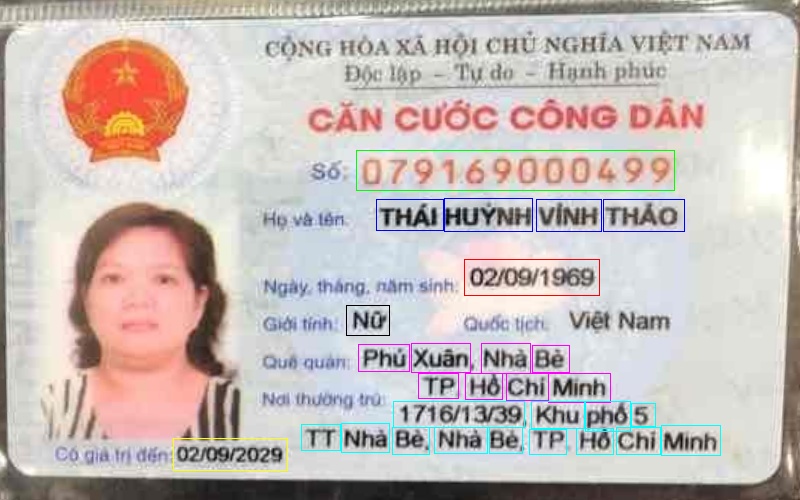 CỘNG HÒA XÃ HỘI CHỦ NGHĨA VIỆT NAM
Độc lập - Tự do - Hạnh phúc
CĂN CƯỚC CÔNG DÂN
Số: 079169000499
Họ và tên: THÁI HUỲNH VĨNH THẢO
Ngày, tháng, năm sinh: 02/09/1969
Giới tính: Nữ Quốc tịch: Việt Nam
Quê quán: Phú Xuân, Nhà Bè
TP. Hồ Chí Minh
Nơi thường trú: 1716/13/39, Khu phố 5
TT Nhà Bè, Nhà Bè, TP. Hồ Chí Minh
Có giá trị đến: 02/09/2029